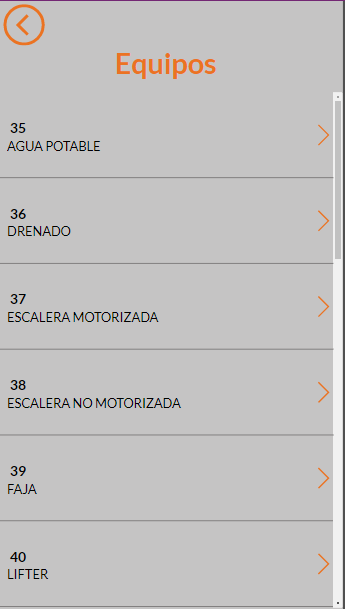 Equipos
35
AGUA POTABLE
36
DRENADO
37
ESCALERA MOTORIZADA
38
ESCALERA NO MOTORIZADA
39
FAJA
40
LIFTER